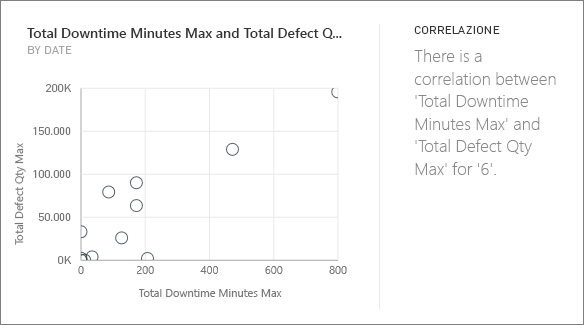 Total Downtime Minutes Max and Total Defect Q...
BY DATE
200K
150.000
100.000
50.000
0K
0
200
400
600
800
Total Defect Qty Max
Total Downtime Minutes Max
CORRELAZIONE
There is a
correlation between
'Total Downtime
Minutes Max' and
'Total Defect Qty
Max' for '6'.